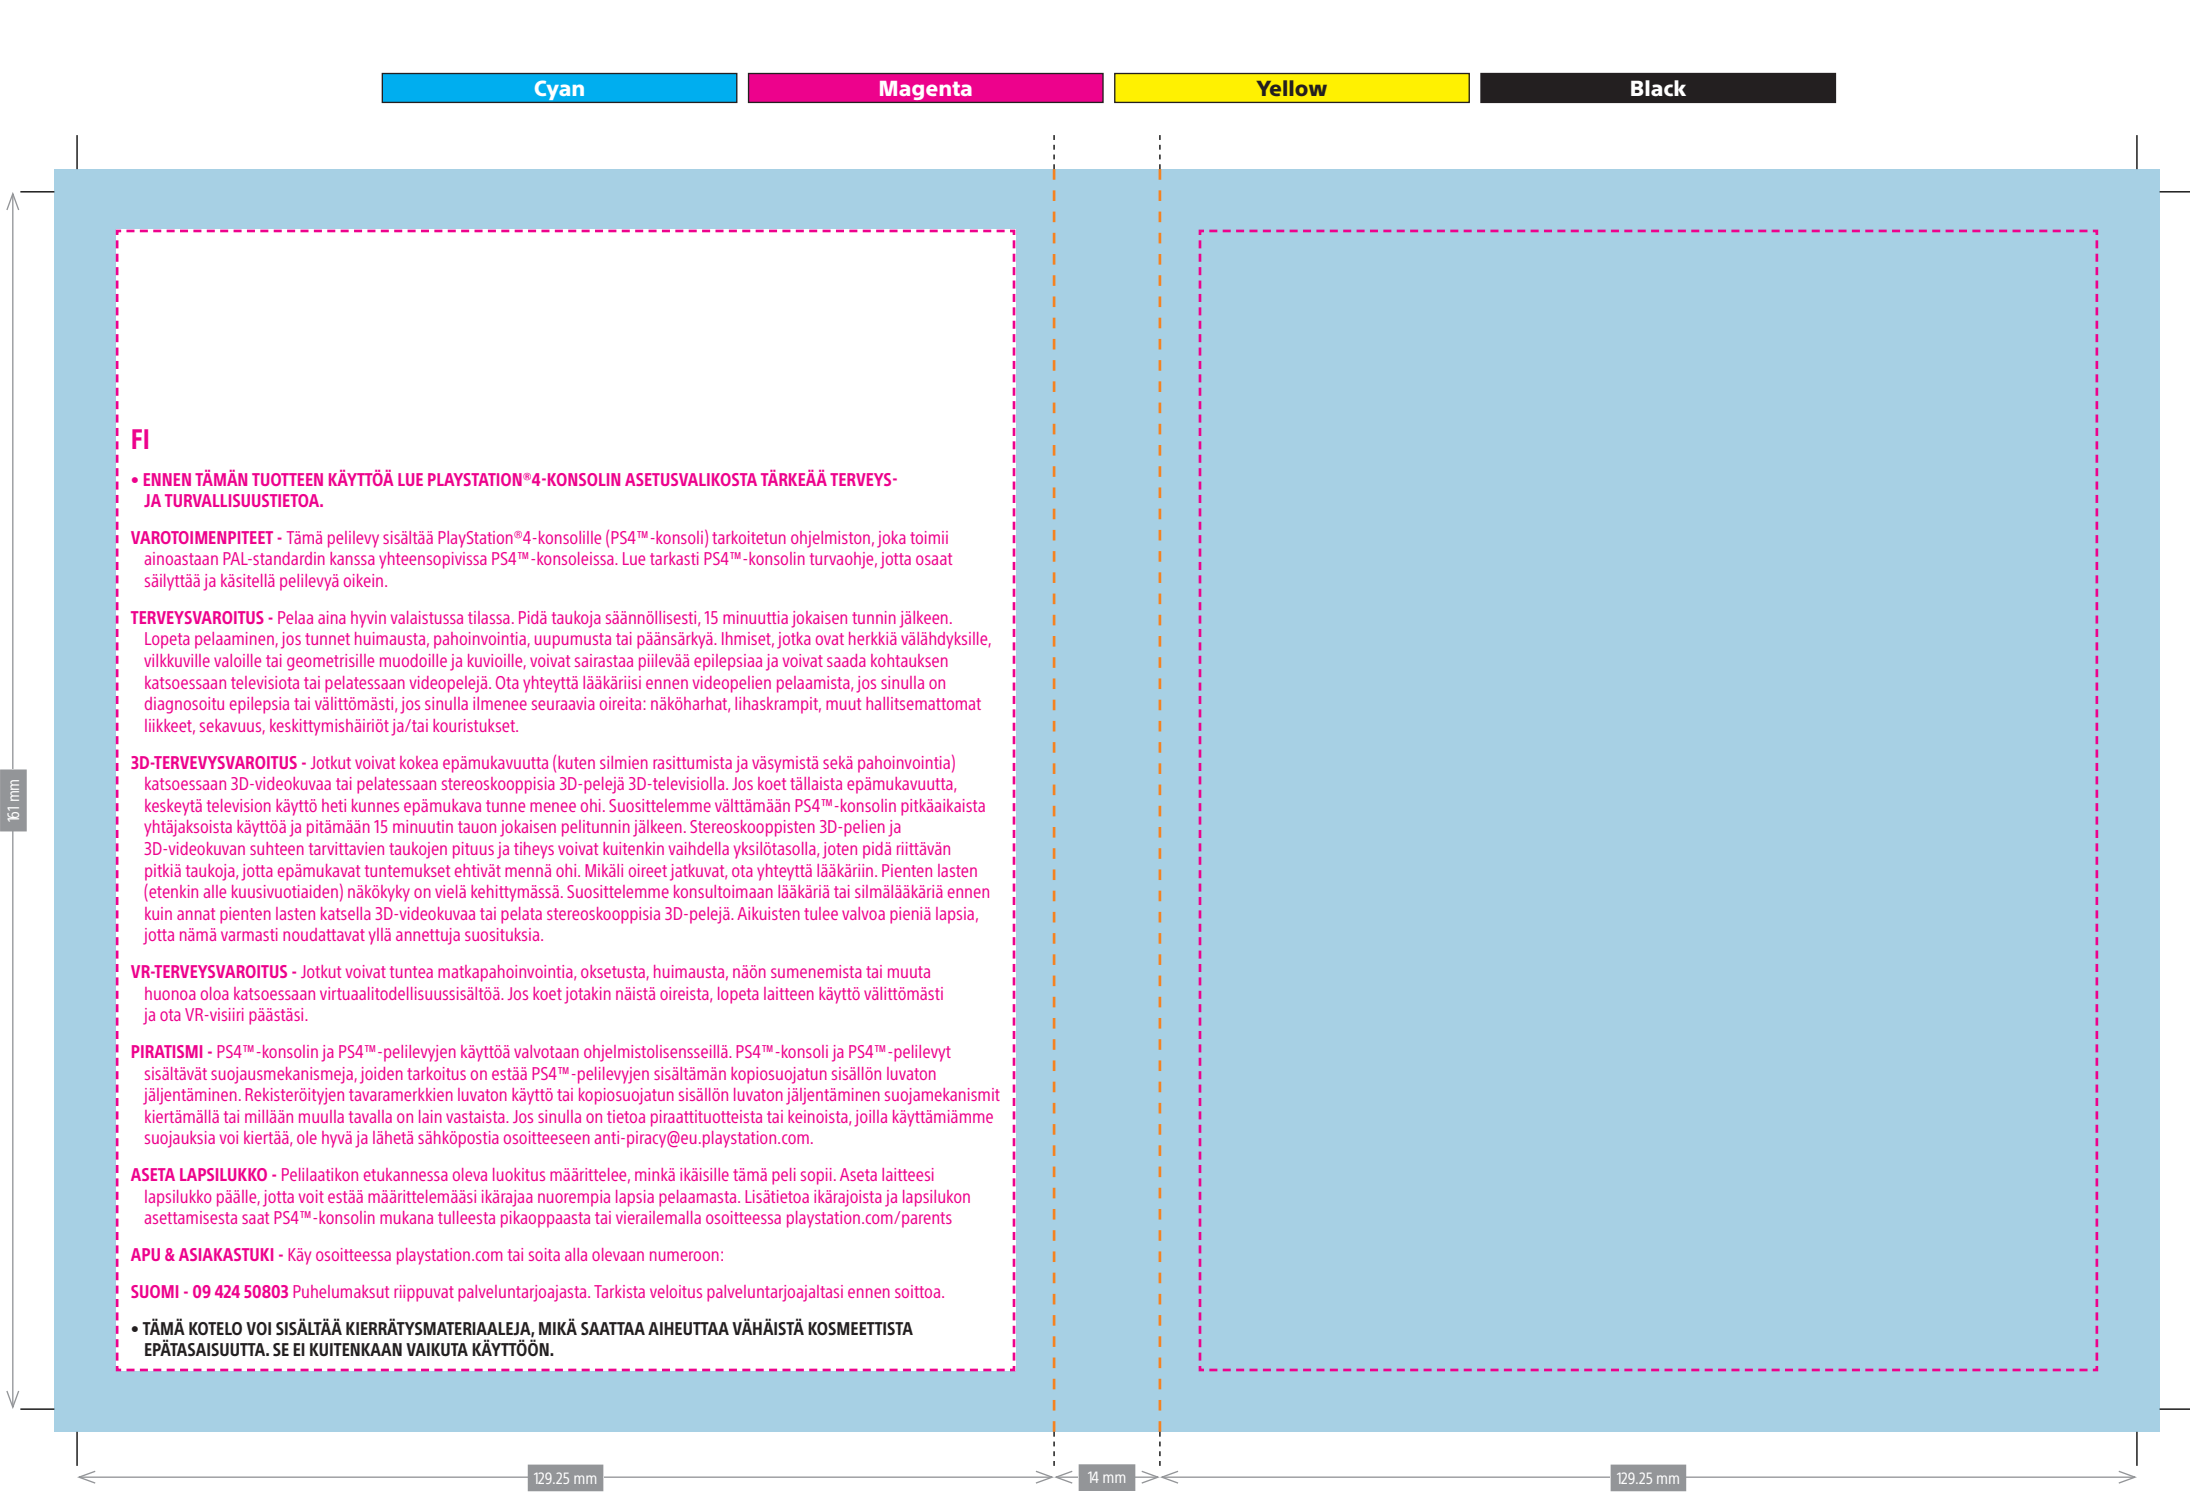 Cyan
Magenta
Yellow
Black
FI
• ENNEN TÄMÄN TUOTTEEN KÄYTTÖÄ LUE PLAYSTATION®4-KONSOLIN ASETUSVALIKOSTA TÄRKEÄÄ TERVEYS-
JA TURVALLISUUSTIETOA.
VAROTOIMENPITEET - Tämä pelilevy sisältää PlayStation®4-konsolille (PS4™-konsoli) tarkoitetun ohjelmiston, joka toimii
ainoastaan PAL-standardin kanssa yhteensopivissa PS4™-konsoleissa. Lue tarkasti PS4™-konsolin turvaohje, jotta osaat
säilyttää ja käsitellä pelilevyä oikein.
TERVEYSVAROITUS - Pelaa aina hyvin valaistussa tilassa. Pidä taukoja säännöllisesti, 15 minuuttia jokaisen tunnin jälkeen.
Lopeta pelaaminen, jos tunnet huimausta, pahoinvointia, uupumusta tai päänsärkyä. Ihmiset, jotka ovat herkkiä välähdyksille,
vilkkuville valoille tai geometrisille muodoille ja kuvioille, voivat sairastaa piilevää epilepsiaa ja voivat saada kohtauksen
katsoessaan televisiota tai pelatessaan videopelejä. Ota yhteyttä lääkäriisi ennen videopelien pelaamista, jos sinulla on
diagnosoitu epilepsia tai välittömästi, jos sinulla ilmenee seuraavia oireita: näköharhat, lihaskrampit, muut hallitsemattomat
liikkeet, sekavuus, keskittymishäiriöt ja/tai kouristukset.
3D-TERVEVYSVAROITUS - Jotkut voivat kokea epämukavuutta (kuten silmien rasittumista ja väsymistä sekä pahoinvointia)
katsoessaan 3D-videokuvaa tai pelatessaan stereoskooppisia 3D-pelejä 3D-televisiolla. Jos koet tällaista epämukavuutta,
keskeytä television käyttö heti kunnes epämukava tunne menee ohi. Suosittelemme välttämään PS4™-konsolin pitkäaikaista
yhtäjaksoista käyttöä ja pitämään 15 minuutin tauon jokaisen pelitunnin jälkeen. Stereoskooppisten 3D-pelien ja
3D-videokuvan suhteen tarvittavien taukojen pituus ja tiheys voivat kuitenkin vaihdella yksilötasolla, joten pidä riittävän
pitkiä taukoja, jotta epämukavat tuntemukset ehtivät mennä ohi. Mikäli oireet jatkuvat, ota yhteyttä lääkäriin. Pienten lasten
(etenkin alle kuusivuotiaiden) näkökyky on vielä kehittymässä. Suosittelemme konsultoimaan lääkäriä tai silmälääkäriä ennen
kuin annat pienten lasten katsella 3D-videokuvaa tai pelata stereoskooppisia 3D-pelejä. Aikuisten tulee valvoa pieniä lapsia,
jotta nämä varmasti noudattavat yllä annettuja suosituksia.
VR-TERVEYSVAROITUS - Jotkut voivat tuntea matkapahoinvointia, oksetusta, huimausta, näön sumenemista tai muuta
huonoa oloa katsoessaan virtuaalitodellisuussisältöä. Jos koet jotakin näistä oireista, lopeta laitteen käyttö välittömästi
ja ota VR-visiiri päästäsi.
PIRATISMI - PS4™-konsolin ja PS4™-pelilevyjen käyttöä valvotaan ohjelmistolisensseillä. PS4™-konsoli ja PS4™-pelilevyt
sisältävät suojausmekanismeja, joiden tarkoitus on estää PS4™-pelilevyjen sisältämän kopiosuojatun sisällön luvaton
jäljentäminen. Rekisteröityjen tavaramerkkien luvaton käyttö tai kopiosuojatun sisällön luvaton jäljentäminen suojamekanismit
kiertämällä tai millään muulla tavalla on lain vastaista. Jos sinulla on tietoa piraattituotteista tai keinoista, joilla käyttämiämme
suojauksia voi kiertää, ole hyvä ja lähetä sähköpostia osoitteeseen anti-piracy@eu.playstation.com.
ASETA LAPSILUKKO - Pelilaatikon etukannessa oleva luokitus määrittelee, minkä ikäisille tämä peli sopii. Aseta laitteesi
lapsilukko päälle, jotta voit estää määrittelemääsi ikärajaa nuorempia lapsia pelaamasta. Lisätietoa ikärajoista ja lapsilukon
asettamisesta saat PS4™-konsolin mukana tulleesta pikaoppaasta tai vierailemalla osoitteessa playstation.com/parents
APU & ASIAKASTUKI - Käy osoitteessa playstation.com tai soita alla olevaan numeroon:
SUOMI - 09 424 50803 Puhelumaksut riippuvat palveluntarjoajasta. Tarkista veloitus palveluntarjoajaltasi ennen soittoa.
• TÄMÄ KOTELO VOI SISÄLTÄÄ KIERRÄTYSMATERIAALEJA, MIKÄ SAATTAA AIHEUTTAA VÄHÄISTÄ KOSMEETTISTA
EPÄTASAISUUTTA. SE EI KUITENKAAN VAIKUTA KÄYTTÖÖN.
161 mm
129.25 mm
14 mm
129.25 mm